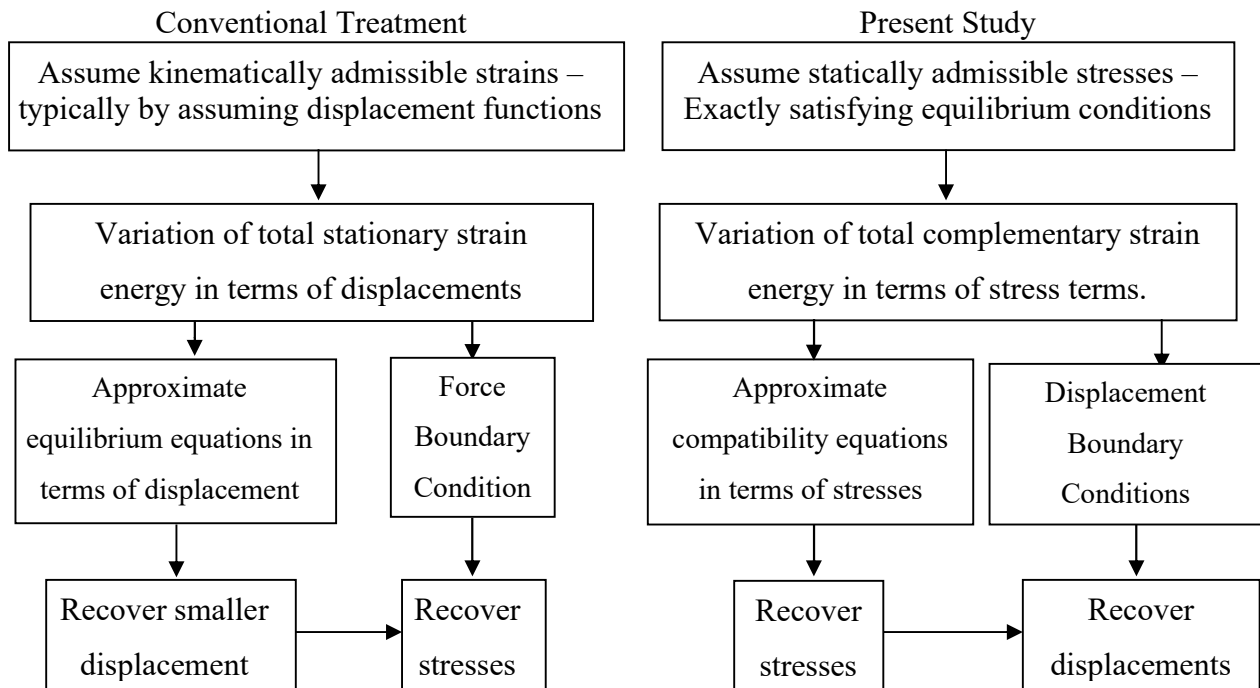 Conventional Treatment
Assume kinematically admissible strains –
typically by assuming displacement functions
Variation of total stationary strain
energy in terms of displacements
Approximate
equilibrium equations in
terms of displacement
Force
Boundary
Condition
Recover smaller
displacement
Recover
stresses
Present Study
Assume statically admissible stresses –
Exactly satisfying equilibrium conditions
Variation of total complementary strain
energy in terms of stress terms.
Approximate
compatibility equations
in terms of stresses
Displacement
Boundary
Conditions
Recover
stresses
Recover
displacements